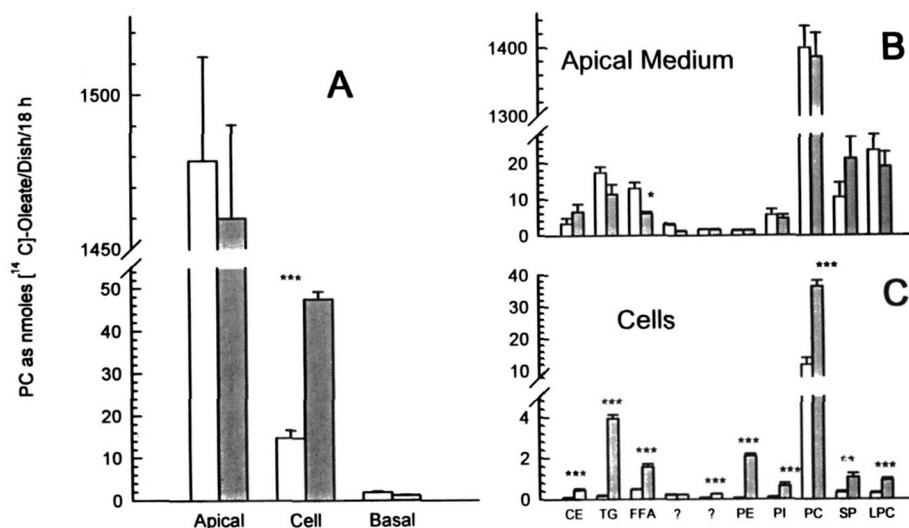 PC as nmoles [14 C]-Oleate/Dish/18 h
A
1500
1450
50
40
30
20
10
0
***
Apical Cell Basal
B
Apical Medium
1400
1300
20
10
0
*
C
Cells
40
30
20
10
4
2
0
*** *** *** *** *** *** *** ** ***
CE TG FFA ? ? PE PI PC SP LPC